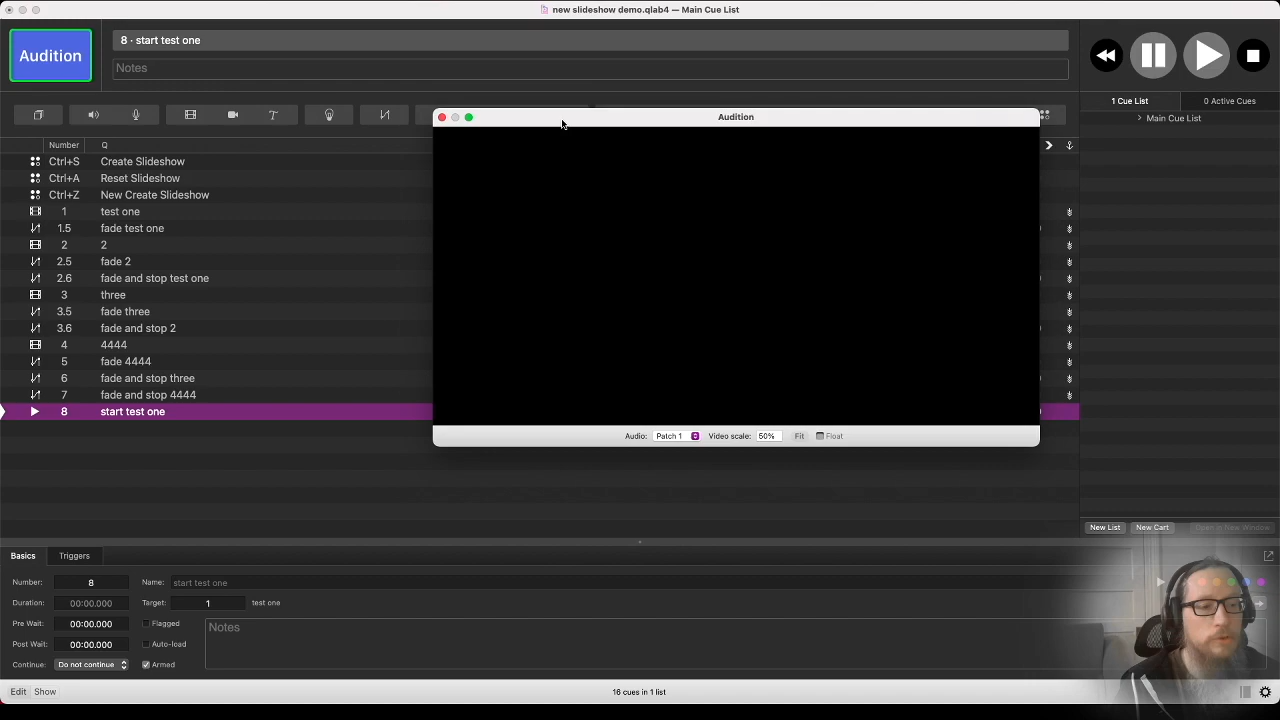 new slideshow demo.qlab4 — Main Cue List
Audition
8 · start test one
Notes
1 Cue List
0 Active Cues
Main Cue List
Audition
Number
Q
Ctrl+S Create Slideshow
Ctrl+A Reset Slideshow
Ctrl+Z New Create Slideshow
1 test one
1.5 fade test one
2 2
2.5 fade 2
2.6 fade and stop test one
3 three
3.5 fade three
3.6 fade and stop 2
4 4444
5 fade 4444
6 fade and stop three
7 fade and stop 4444
8 start test one
Audio: Patch 1 Video scale: 50% Fit Float
New List New Cart Open in New Window
Basics Triggers
Number: 8 Name: start test one
Duration: 00:00.000 Target: 1 test one
Pre Wait: 00:00.000 Flagged Notes
Post Wait: 00:00.000 Auto-load
Continue: Do not continue Armed
Edit Show 16 cues in 1 list